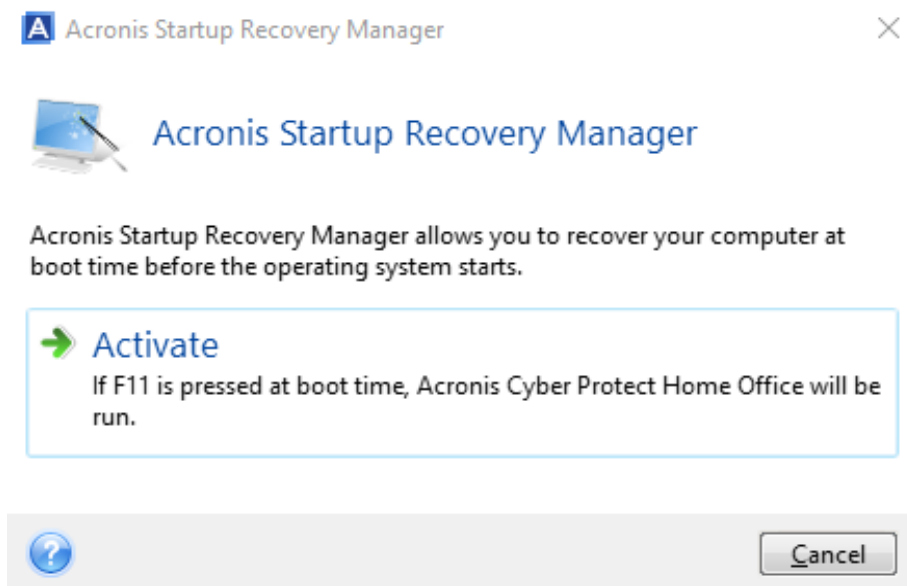 Acronis Startup Recovery Manager
Acronis Startup Recovery Manager
Acronis Startup Recovery Manager allows you to recover your computer at
boot time before the operating system starts.
Activate
If F11 is pressed at boot time, Acronis Cyber Protect Home Office will be
run.
Cancel